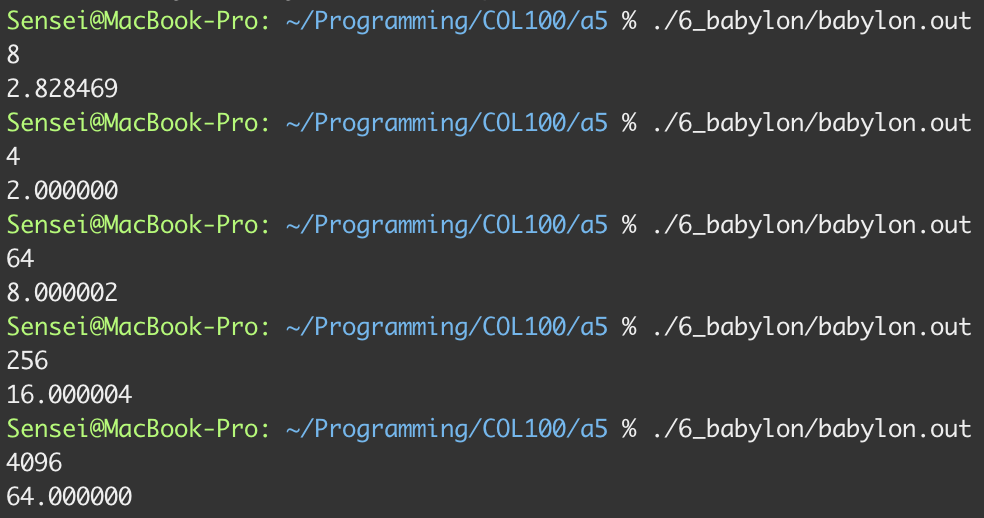 Sensei@MacBook-Pro: ~/Programming/COL100/a5 % ./6_babylon/babylon.out
8
2.828469
Sensei@MacBook-Pro: ~/Programming/COL100/a5 % ./6_babylon/babylon.out
4
2.000000
Sensei@MacBook-Pro: ~/Programming/COL100/a5 % ./6_babylon/babylon.out
64
8.000002
Sensei@MacBook-Pro: ~/Programming/COL100/a5 % ./6_babylon/babylon.out
256
16.000004
Sensei@MacBook-Pro: ~/Programming/COL100/a5 % ./6_babylon/babylon.out
4096
64.000000